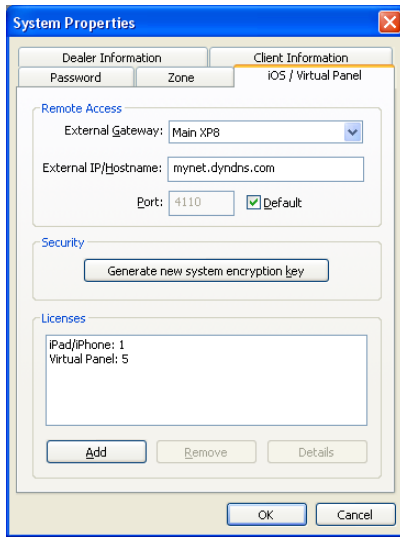 System Properties
Dealer Information Client Information
Password Zone iOS / Virtual Panel
Remote Access
External Gateway: Main XP8
External IP/Hostname: mynet.dyndns.com
Port: 4110 Default
Security
Generate new system encryption key
Licenses
iPad/iPhone: 1
Virtual Panel: 5
Add Remove Details
OK Cancel